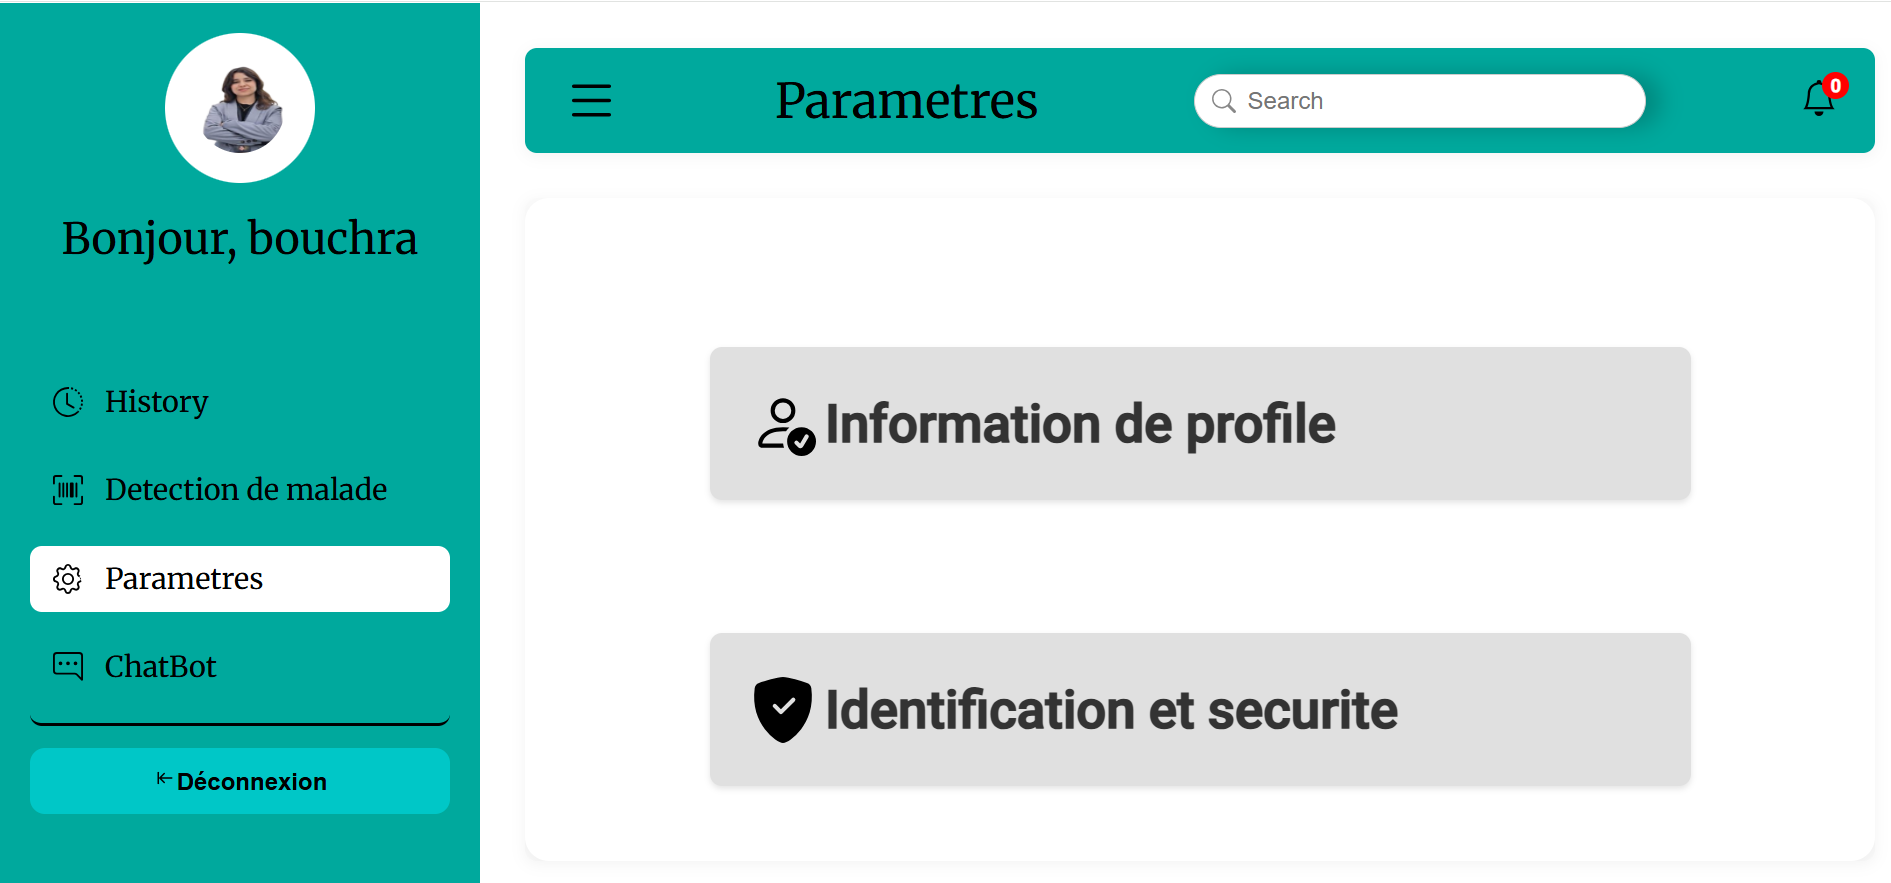 Bonjour, bouchra
History
Detection de malade
Parametres
ChatBot
Déconnexion
Parametres
Search
0
Information de profile
Identification et securite